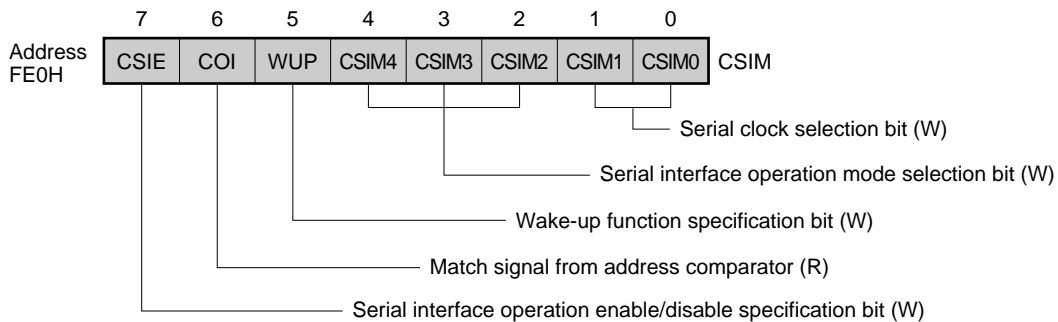 7 6 5 4 3 2 1 0
Address
FE0H
CSIE COI WUP CSIM4 CSIM3 CSIM2 CSIM1 CSIM0 CSIM
Serial clock selection bit (W)
Serial interface operation mode selection bit (W)
Wake-up function specification bit (W)
Match signal from address comparator (R)
Serial interface operation enable/disable specification bit (W)